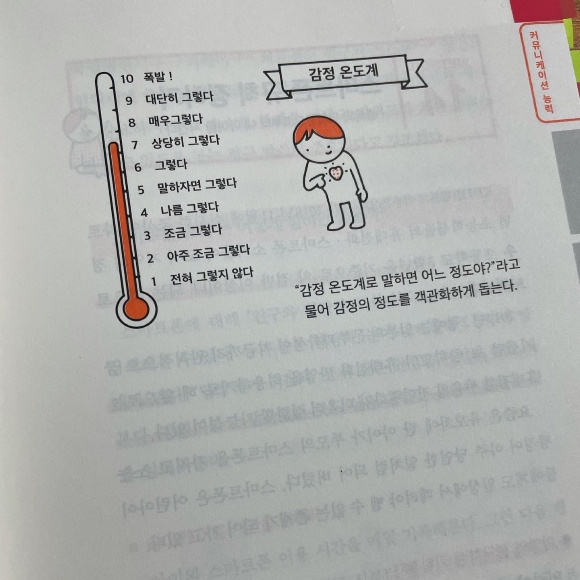 커뮤니케이션 능력
감정 온도계
10 폭발 !
9 대단히 그렇다
8 매우그렇다
7 상당히 그렇다
6 그렇다
5 말하자면 그렇다
4 나름 그렇다
3 조금 그렇다
2 아주 조금 그렇다
1 전혀 그렇지 않다
“감정 온도계로 말하면 어느 정도야?”라고
물어 감정의 정도를 객관화하게 돕는다.